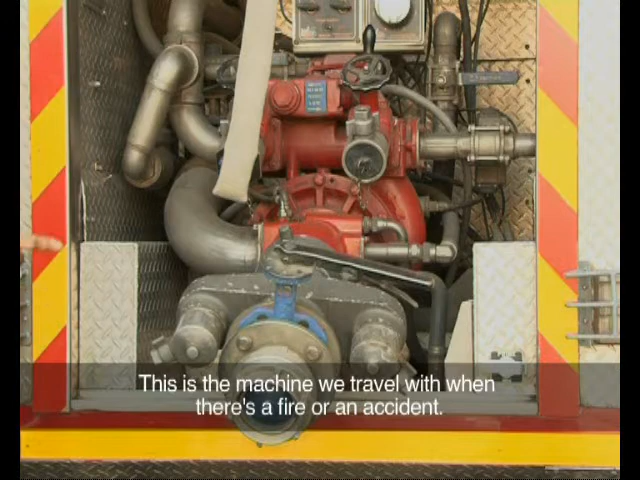 This is the machine we travel with when
there's a fire or an accident.